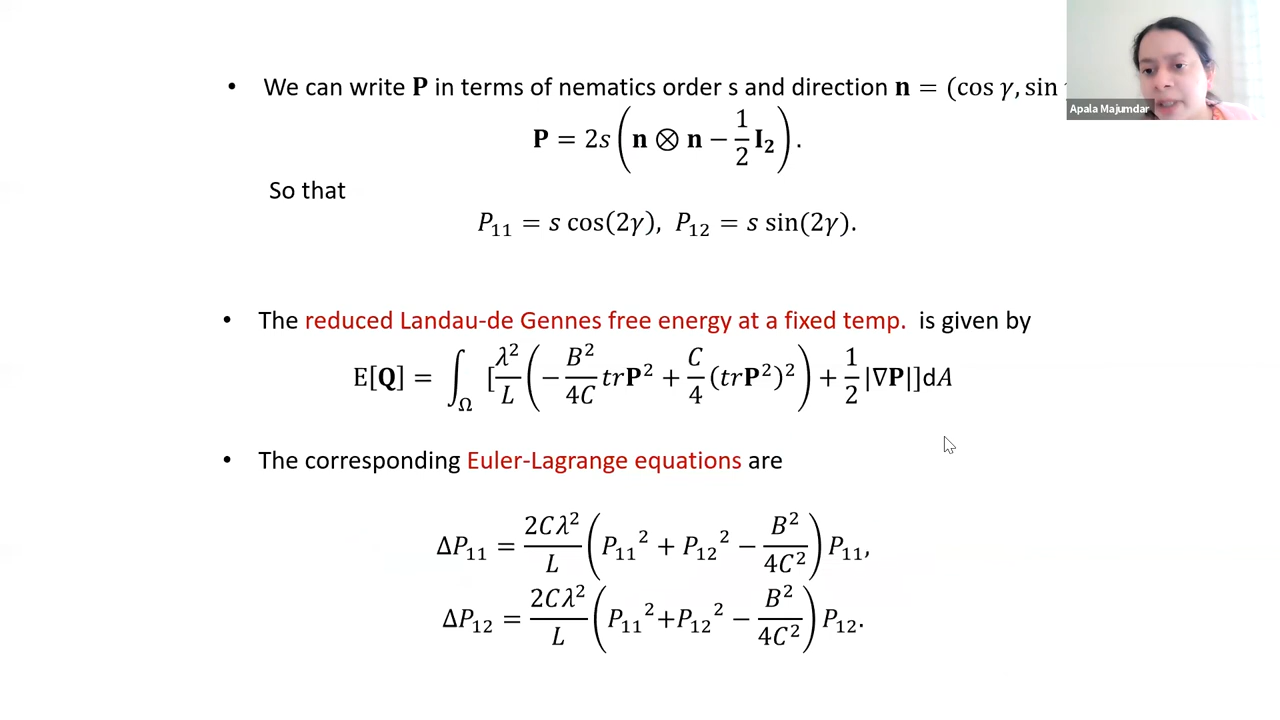 • We can write P in terms of nematics order s and direction n = (cos γ, sin
Apala Majumdar
P = 2s(n ⊗ n − 1/2 I₂).
So that
P₁₁ = s cos(2γ), P₁₂ = s sin(2γ).
• The reduced Landau-de Gennes free energy at a fixed temp. is given by
E[Q] = ∫_Ω [λ²/L (−B²/4C trP² + C/4 (trP²)²) + 1/2 |∇P|]dA
• The corresponding Euler-Lagrange equations are
ΔP₁₁ = 2Cλ²/L (P₁₁² + P₁₂² − B²/4C²) P₁₁,
ΔP₁₂ = 2Cλ²/L (P₁₁²+P₁₂² − B²/4C²) P₁₂.